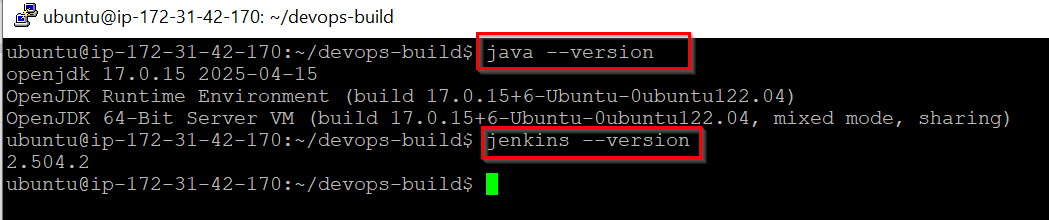 ubuntu@ip-172-31-42-170: ~/devops-build
ubuntu@ip-172-31-42-170:~/devops-build$ java --version
openjdk 17.0.15 2025-04-15
OpenJDK Runtime Environment (build 17.0.15+6-Ubuntu-0ubuntu122.04)
OpenJDK 64-Bit Server VM (build 17.0.15+6-Ubuntu-0ubuntu122.04, mixed mode, sharing)
ubuntu@ip-172-31-42-170:~/devops-build$ jenkins --version
2.504.2
ubuntu@ip-172-31-42-170:~/devops-build$